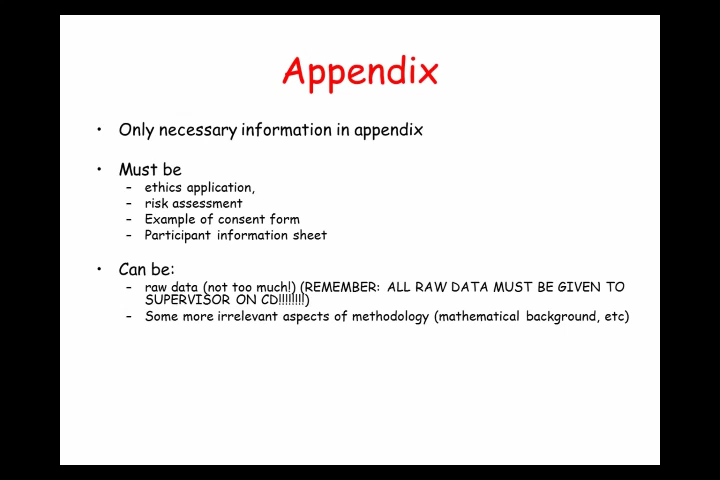 Appendix
• Only necessary information in appendix
• Must be
– ethics application,
– risk assessment
– Example of consent form
– Participant information sheet
• Can be:
– raw data (not too much!) (REMEMBER: ALL RAW DATA MUST BE GIVEN TO
SUPERVISOR ON CD!!!!!!!!)
– Some more irrelevant aspects of methodology (mathematical background, etc)